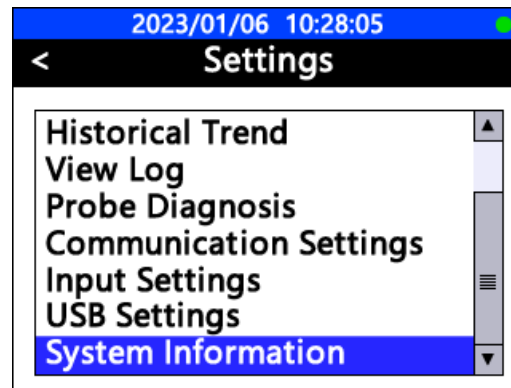 2023/01/06 10:28:05
< Settings
Historical Trend
View Log
Probe Diagnosis
Communication Settings
Input Settings
USB Settings
System Information